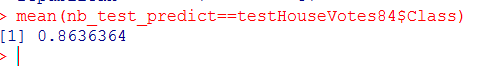 > mean(nb_test_predict==testHouseVotes84$Class)
[1] 0.8636364
>